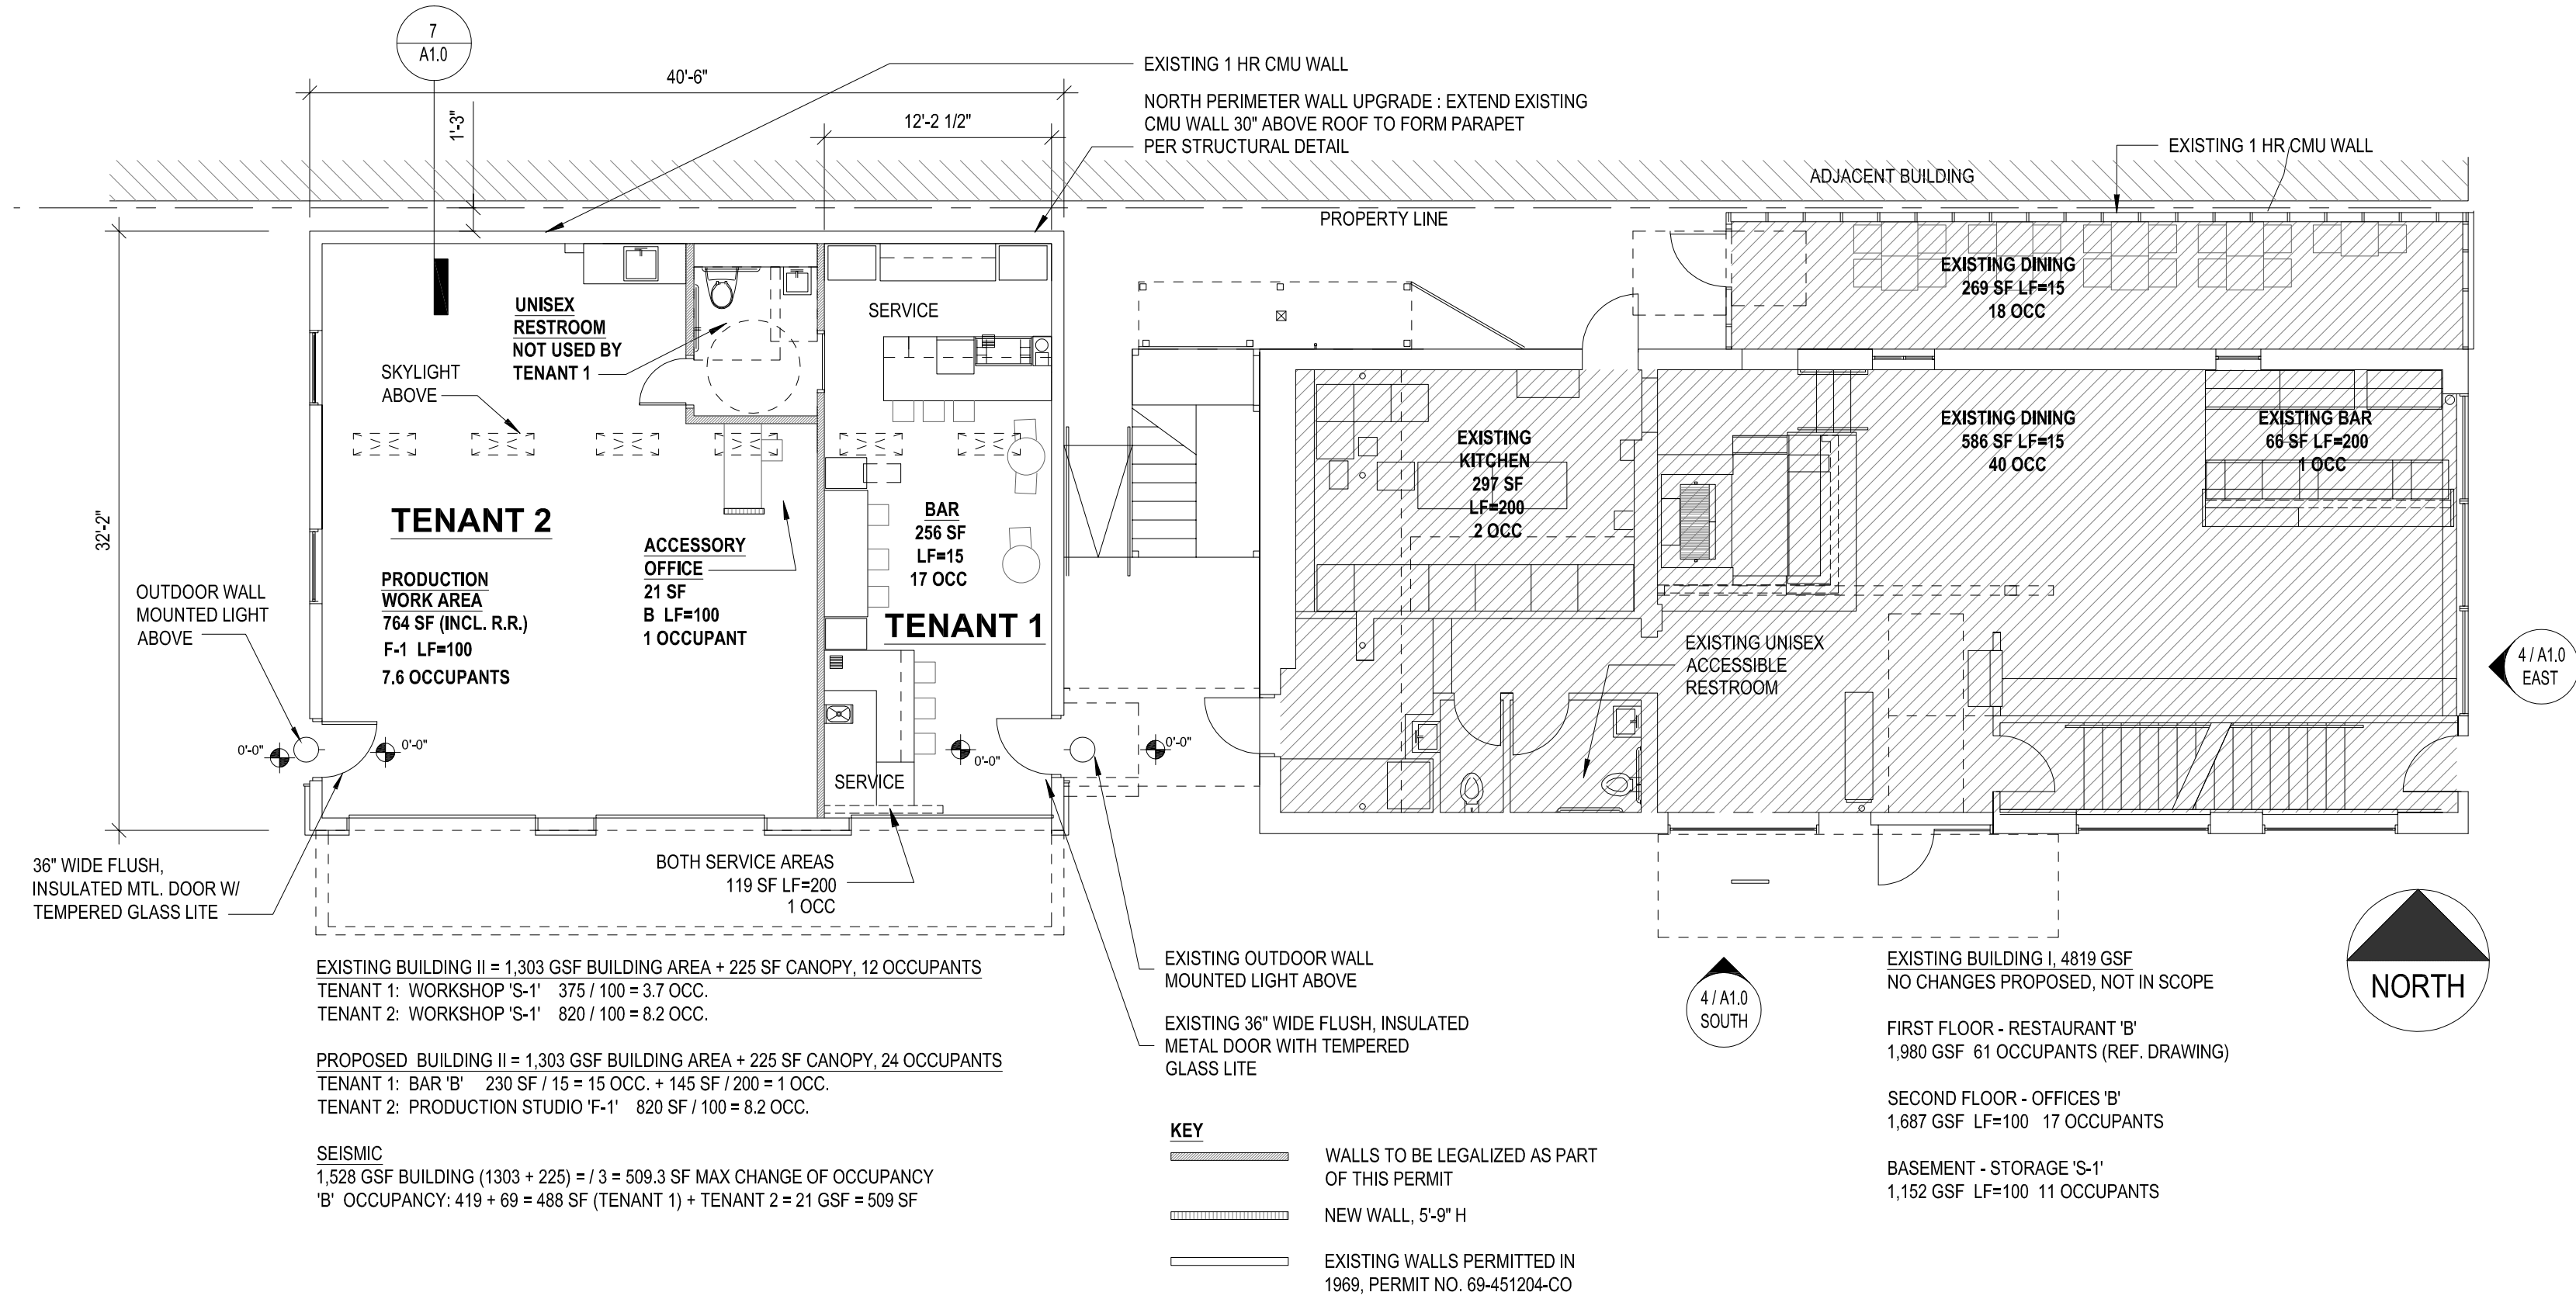 7
A1.0
40'-6"
1'-3"
12'-2 1/2"
EXISTING 1 HR CMU WALL
NORTH PERIMETER WALL UPGRADE : EXTEND EXISTING
CMU WALL 30" ABOVE ROOF TO FORM PARAPET
PER STRUCTURAL DETAIL
EXISTING 1 HR CMU WALL
ADJACENT BUILDING
PROPERTY LINE
32'-2"
UNISEX
RESTROOM
NOT USED BY
TENANT 1
SKYLIGHT
ABOVE
SERVICE
TENANT 2
PRODUCTION
WORK AREA
764 SF (INCL. R.R.)
F-1 LF=100
7.6 OCCUPANTS
ACCESSORY
OFFICE
21 SF
B LF=100
1 OCCUPANT
BAR
256 SF
LF=15
17 OCC
TENANT 1
OUTDOOR WALL
MOUNTED LIGHT
ABOVE
0'-0"
0'-0"
0'-0"
0'-0"
SERVICE
36" WIDE FLUSH,
INSULATED MTL. DOOR W/
TEMPERED GLASS LITE
BOTH SERVICE AREAS
119 SF LF=200
1 OCC
EXISTING DINING
269 SF LF=15
18 OCC
EXISTING
KITCHEN
297 SF
LF=200
2 OCC
EXISTING DINING
586 SF LF=15
40 OCC
EXISTING BAR
66 SF LF=200
1 OCC
EXISTING UNISEX
ACCESSIBLE
RESTROOM
4 / A1.0
EAST
4 / A1.0
SOUTH
NORTH
EXISTING OUTDOOR WALL
MOUNTED LIGHT ABOVE
EXISTING 36" WIDE FLUSH, INSULATED
METAL DOOR WITH TEMPERED
GLASS LITE
EXISTING BUILDING II = 1,303 GSF BUILDING AREA + 225 SF CANOPY, 12 OCCUPANTS
TENANT 1: WORKSHOP 'S-1' 375 / 100 = 3.7 OCC.
TENANT 2: WORKSHOP 'S-1' 820 / 100 = 8.2 OCC.
PROPOSED BUILDING II = 1,303 GSF BUILDING AREA + 225 SF CANOPY, 24 OCCUPANTS
TENANT 1: BAR 'B' 230 SF / 15 = 15 OCC. + 145 SF / 200 = 1 OCC.
TENANT 2: PRODUCTION STUDIO 'F-1' 820 SF / 100 = 8.2 OCC.
SEISMIC
1,528 GSF BUILDING (1303 + 225) = / 3 = 509.3 SF MAX CHANGE OF OCCUPANCY
'B' OCCUPANCY: 419 + 69 = 488 SF (TENANT 1) + TENANT 2 = 21 GSF = 509 SF
KEY
WALLS TO BE LEGALIZED AS PART
OF THIS PERMIT
NEW WALL, 5'-9" H
EXISTING WALLS PERMITTED IN
1969, PERMIT NO. 69-451204-CO
EXISTING BUILDING I, 4819 GSF
NO CHANGES PROPOSED, NOT IN SCOPE
FIRST FLOOR - RESTAURANT 'B'
1,980 GSF 61 OCCUPANTS (REF. DRAWING)
SECOND FLOOR - OFFICES 'B'
1,687 GSF LF=100 17 OCCUPANTS
BASEMENT - STORAGE 'S-1'
1,152 GSF LF=100 11 OCCUPANTS